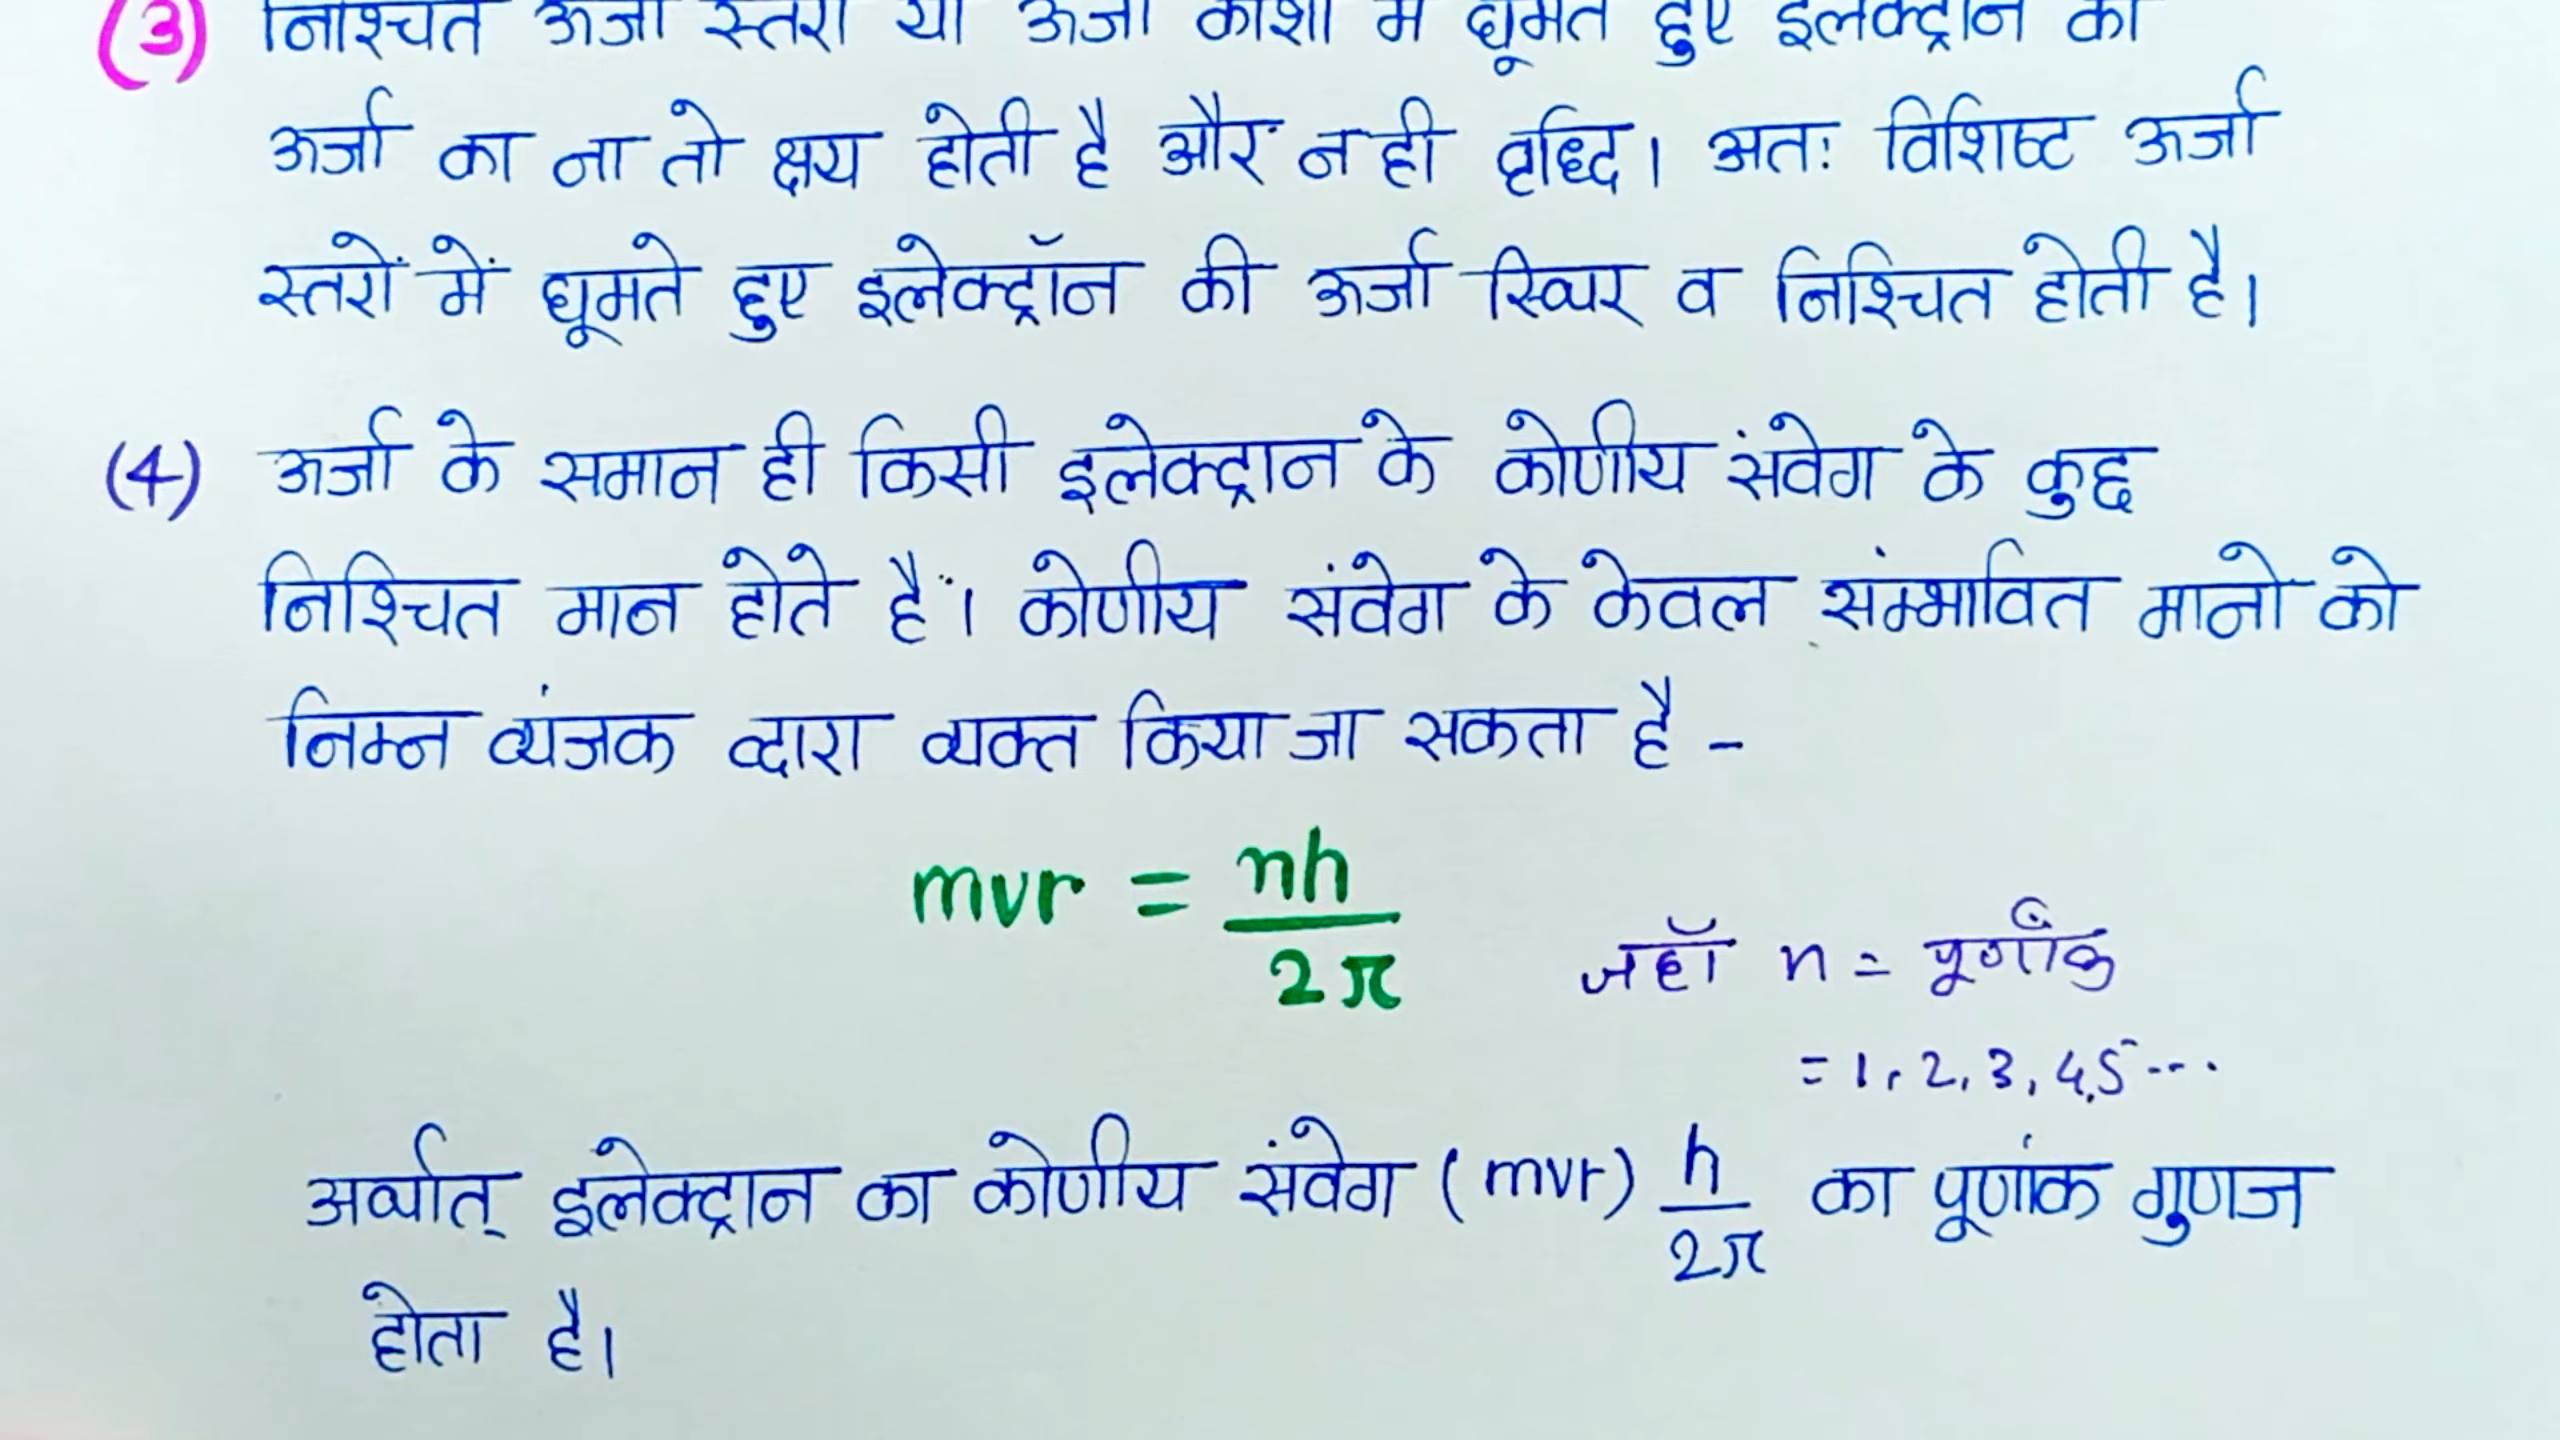 (3) निश्चित ऊर्जा स्तरों या ऊर्जा कोशों में घूमते हुए इलेक्ट्रान की
ऊर्जा का ना तो क्षय होती है और न ही वृद्धि। अतः विशिष्ट ऊर्जा
स्तरों में घूमते हुए इलेक्ट्रॉन की ऊर्जा स्थिर व निश्चित होती है।
(4) ऊर्जा के समान ही किसी इलेक्ट्रान के कोणीय संवेग के कुछ
निश्चित मान होते हैं। कोणीय संवेग के केवल संम्भावित मानो को
निम्न व्यंजक द्वारा व्यक्त किया जा सकता है -
mvr = nh / 2π
जहाँ n = पूर्णांक
= 1, 2, 3, 4, 5 ...
अर्थात् इलेक्ट्रान का कोणीय संवेग (mvr) h / 2π का पूर्णांक गुणज
होता है।